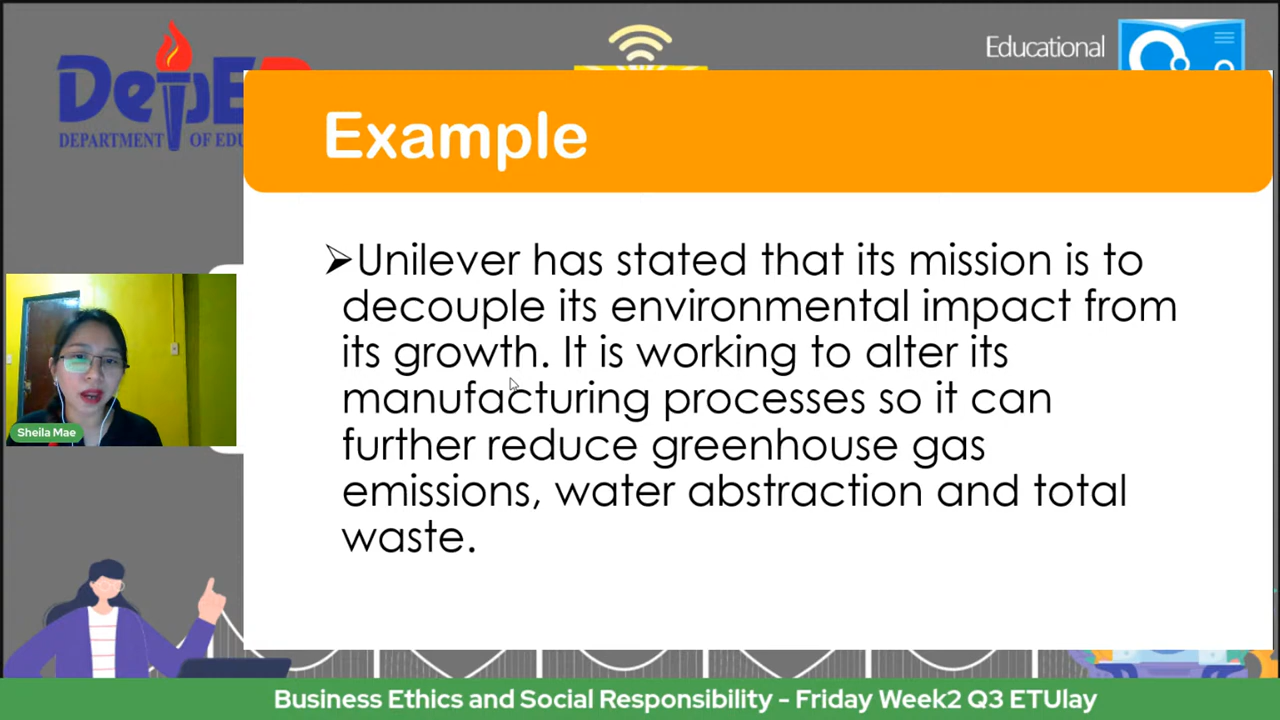 Educational
DepED
DEPARTMENT OF EDU
Example
➢Unilever has stated that its mission is to
decouple its environmental impact from
its growth. It is working to alter its
manufacturing processes so it can
further reduce greenhouse gas
emissions, water abstraction and total
waste.
Sheila Mae
Business Ethics and Social Responsibility - Friday Week2 Q3 ETUlay